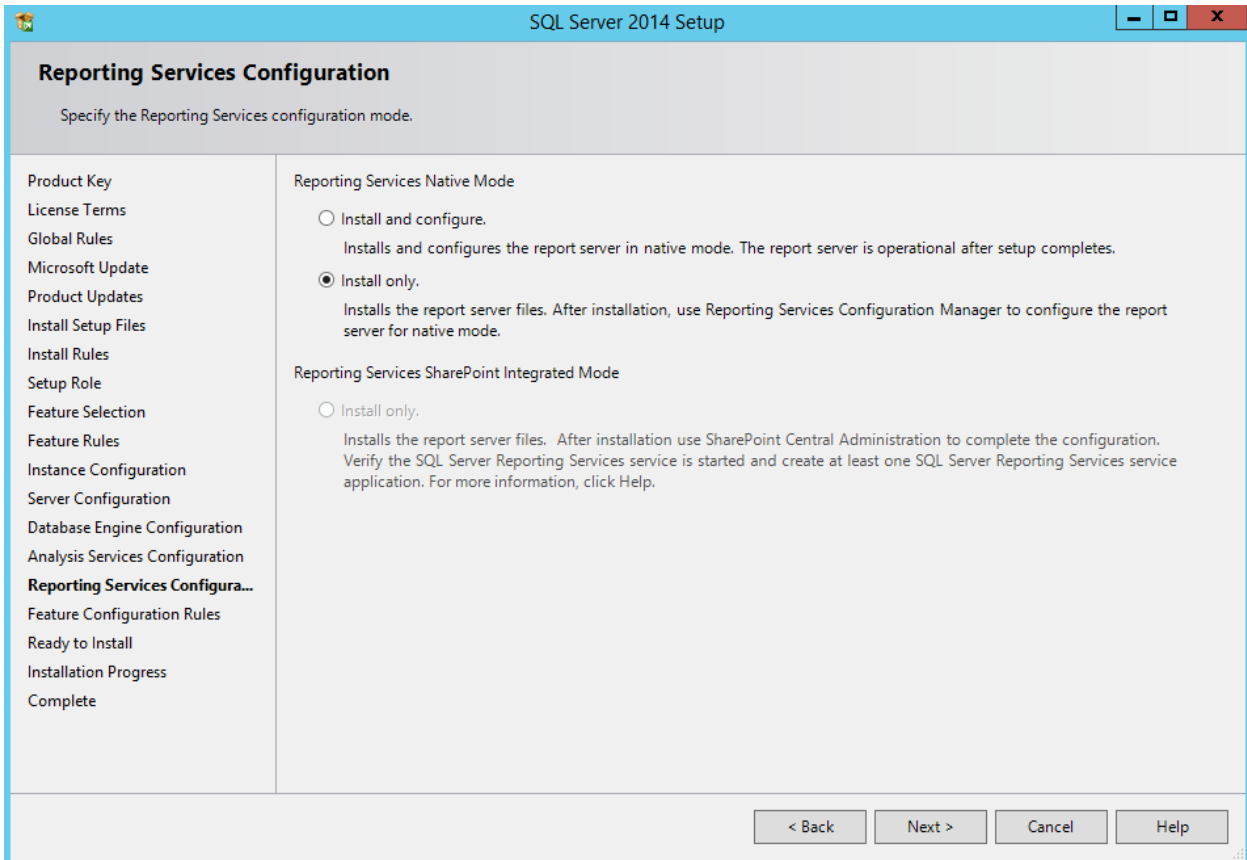 SQL Server 2014 Setup
Reporting Services Configuration
Specify the Reporting Services configuration mode.
Product Key
License Terms
Global Rules
Microsoft Update
Product Updates
Install Setup Files
Install Rules
Setup Role
Feature Selection
Feature Rules
Instance Configuration
Server Configuration
Database Engine Configuration
Analysis Services Configuration
Reporting Services Configura...
Feature Configuration Rules
Ready to Install
Installation Progress
Complete
Reporting Services Native Mode
Install and configure.
Installs and configures the report server in native mode. The report server is operational after setup completes.
Install only.
Installs the report server files. After installation, use Reporting Services Configuration Manager to configure the report
server for native mode.
Reporting Services SharePoint Integrated Mode
Install only.
Installs the report server files.  After installation use SharePoint Central Administration to complete the configuration.
Verify the SQL Server Reporting Services service is started and create at least one SQL Server Reporting Services service
application. For more information, click Help.
< Back
Next >
Cancel
Help